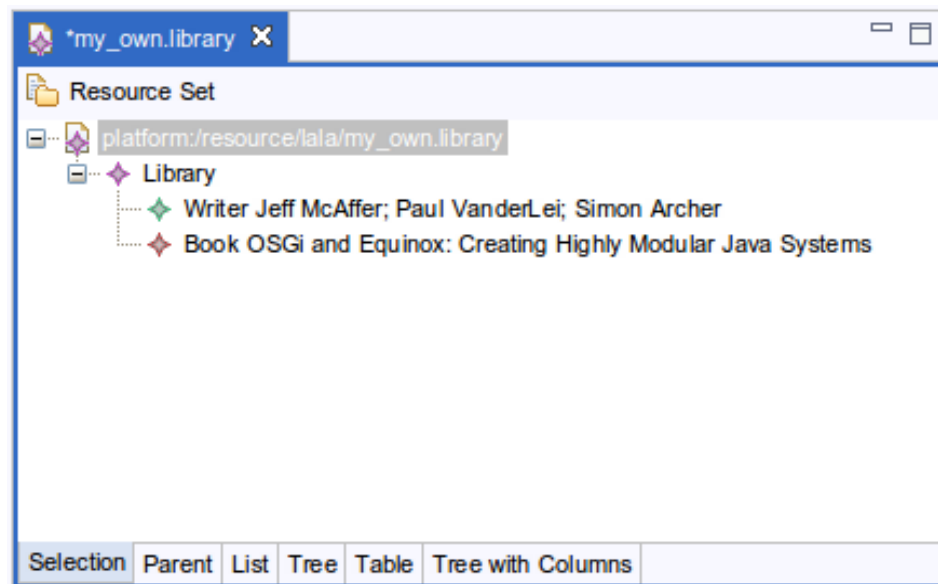 *my_own.library
Resource Set
platform:/resource/lala/my_own.library
Library
Writer Jeff McAffer; Paul VanderLei; Simon Archer
Book OSGi and Equinox: Creating Highly Modular Java Systems
Selection Parent List Tree Table Tree with Columns